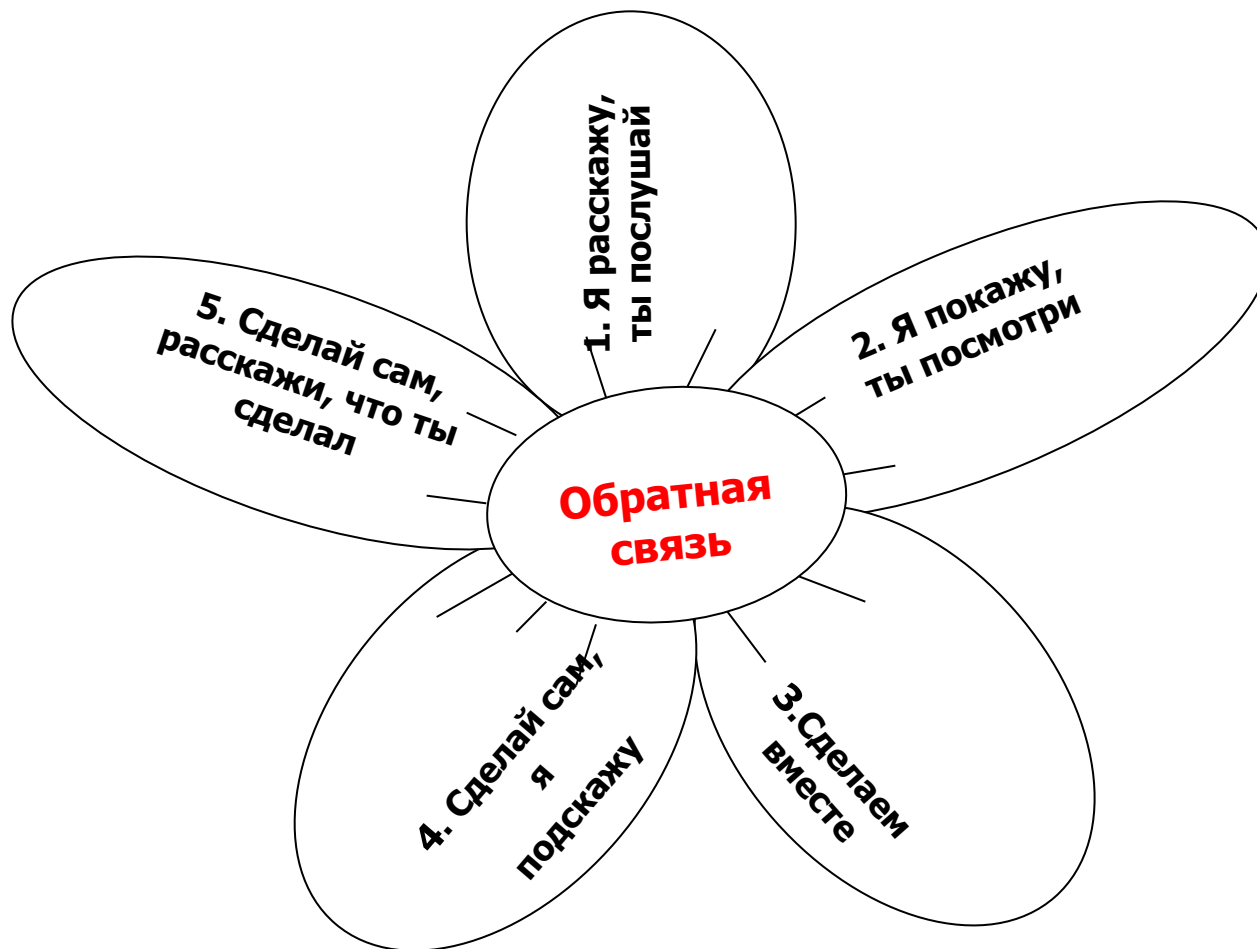 1. Я расскажу,
ты послушай
2. Я покажу,
ты посмотри
3.Сделаем
вместе
4. Сделай сам,
я
подскажу
5. Сделай сам,
расскажи, что ты
сделал
Обратная
связь